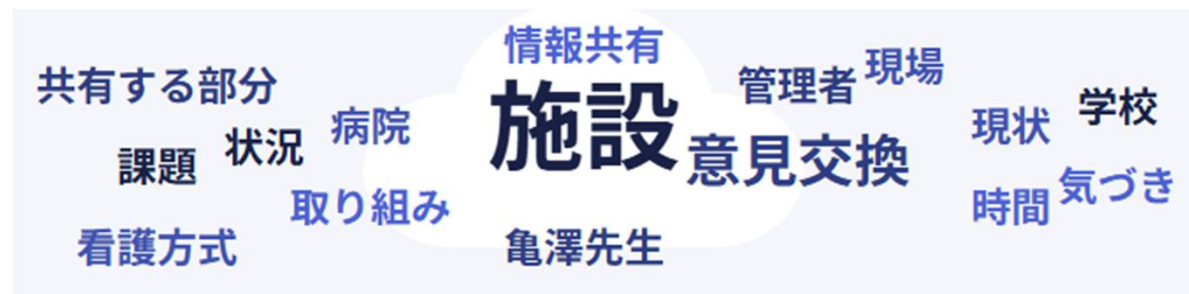 情報共有
共有する部分
施設
管理者
現場
課題
状況
病院
意見交換
現状
学校
取り組み
時間
気づき
看護方式
亀澤先生